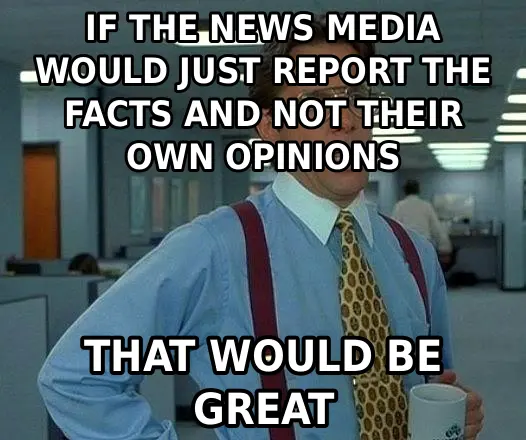 IF THE NEWS MEDIA
WOULD JUST REPORT THE
FACTS AND NOT THEIR
OWN OPINIONS
THAT WOULD BE
GREAT